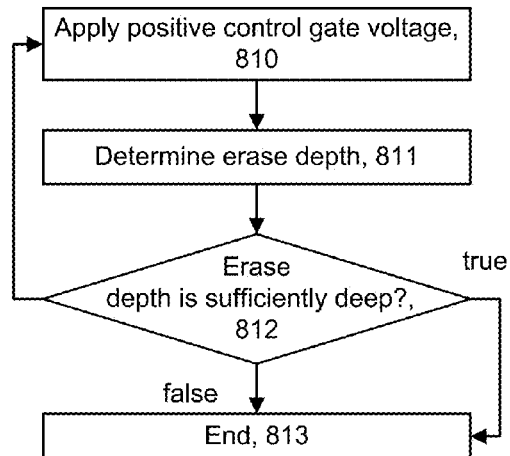 Apply positive control gate voltage,
810
Determine erase depth, 811
Erase
depth is sufficiently deep?,
812
true
false
End, 813